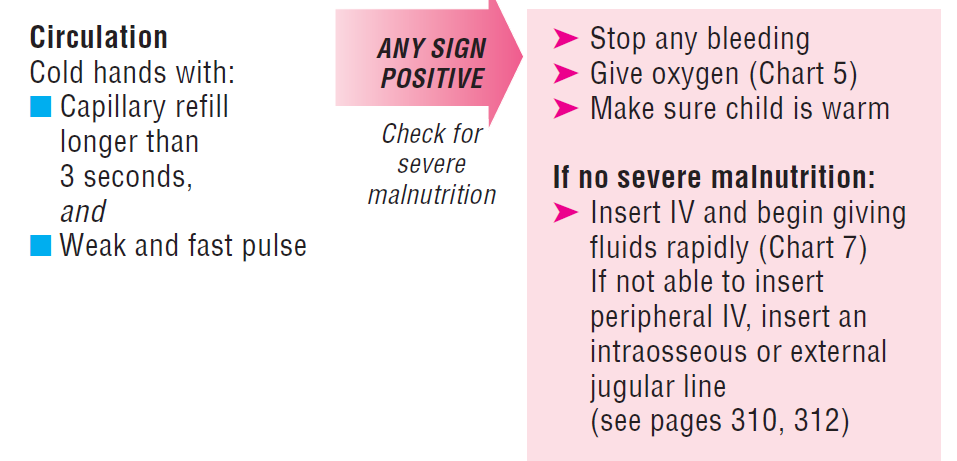 Circulation
Cold hands with:
Capillary refill
longer than
3 seconds,
and
Weak and fast pulse
ANY SIGN
POSITIVE
Check for
severe
malnutrition
Stop any bleeding
Give oxygen (Chart 5)
Make sure child is warm
If no severe malnutrition:
Insert IV and begin giving
fluids rapidly (Chart 7)
If not able to insert
peripheral IV, insert an
intraosseous or external
jugular line
(see pages 310, 312)